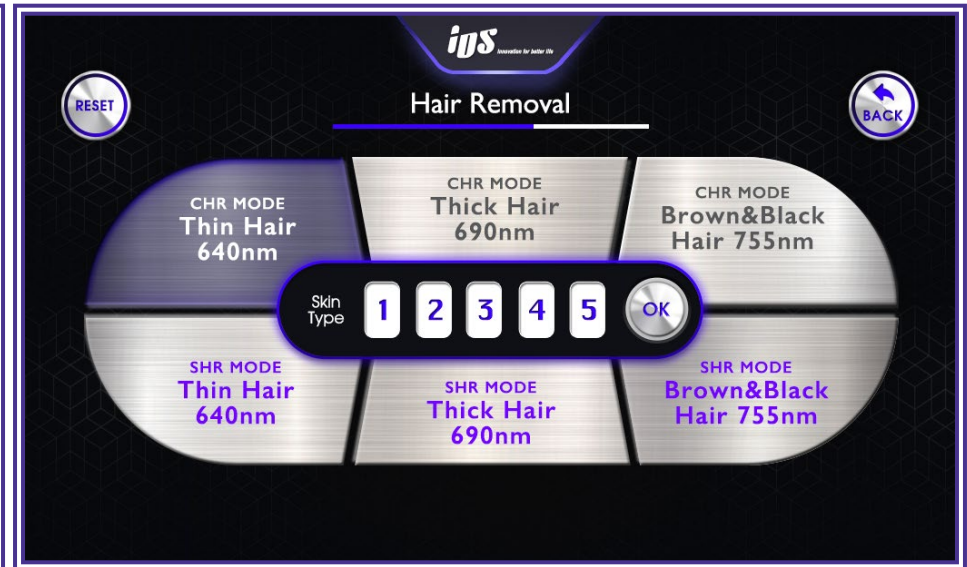 ips Innovation for better life
RESET
Hair Removal
BACK
CHR MODE
Thin Hair
640nm
CHR MODE
Thick Hair
690nm
CHR MODE
Brown&Black
Hair 755nm
Skin
Type
1 2 3 4 5
OK
SHR MODE
Thin Hair
640nm
SHR MODE
Thick Hair
690nm
SHR MODE
Brown&Black
Hair 755nm